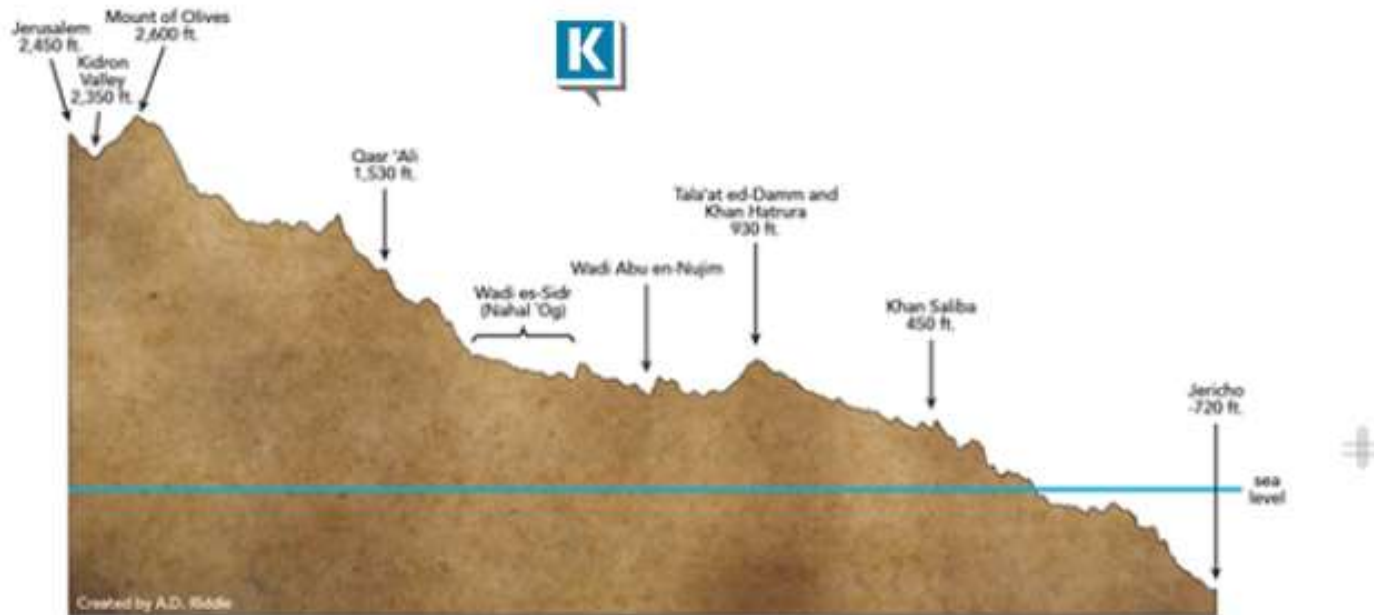 Jerusalem
2,450 ft.
Kidron
Valley
2,350 ft.
Mount of Olives
2,600 ft.
K
Qasr 'Ali
1,530 ft.
Wadi es-Sidr
(Nahal 'Og)
Wadi Abu en-Nujim
Tala'at ed-Damm and
Khan Hatrura
930 ft.
Khan Saliba
450 ft.
Jericho
-720 ft.
sea
level
Created by A.D. Riddle